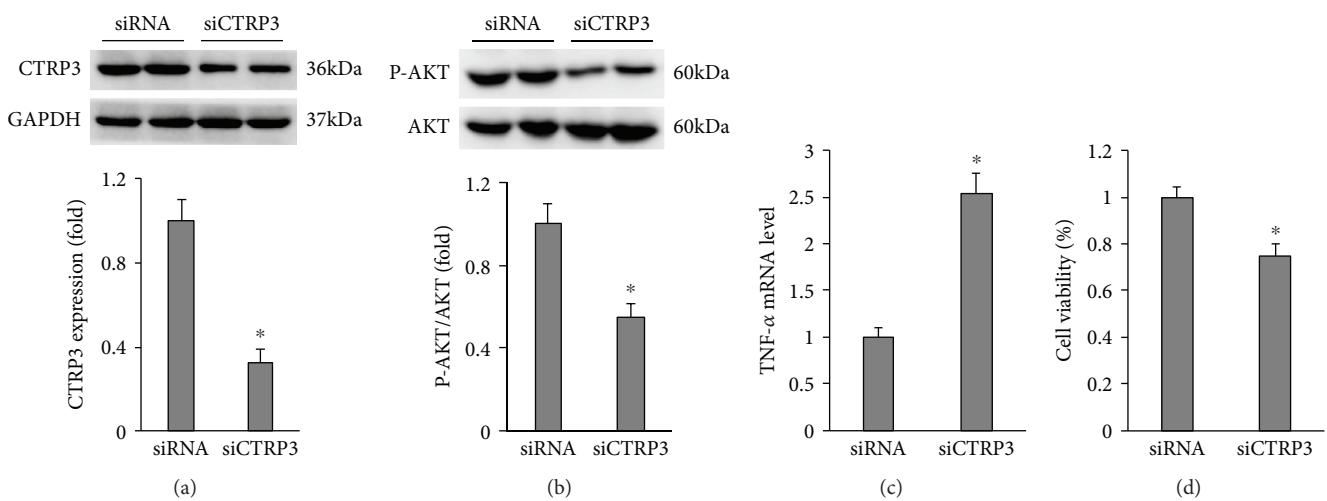 siRNA siCTRP3
CTRP3 36kDa
GAPDH 37kDa
CTRP3 expression (fold)
1.2
0.8
0.4
0
*
siRNA siCTRP3
(a)
siRNA siCTRP3
P-AKT 60kDa
AKT 60kDa
P-AKT/AKT (fold)
1.2
0.8
0.4
0
*
siRNA siCTRP3
(b)
TNF-α mRNA level
3
2.5
2
1.5
1
0.5
0
*
siRNA siCTRP3
(c)
Cell viability (%)
1.2
1
0.8
0.6
0.4
0.2
0
*
siRNA siCTRP3
(d)